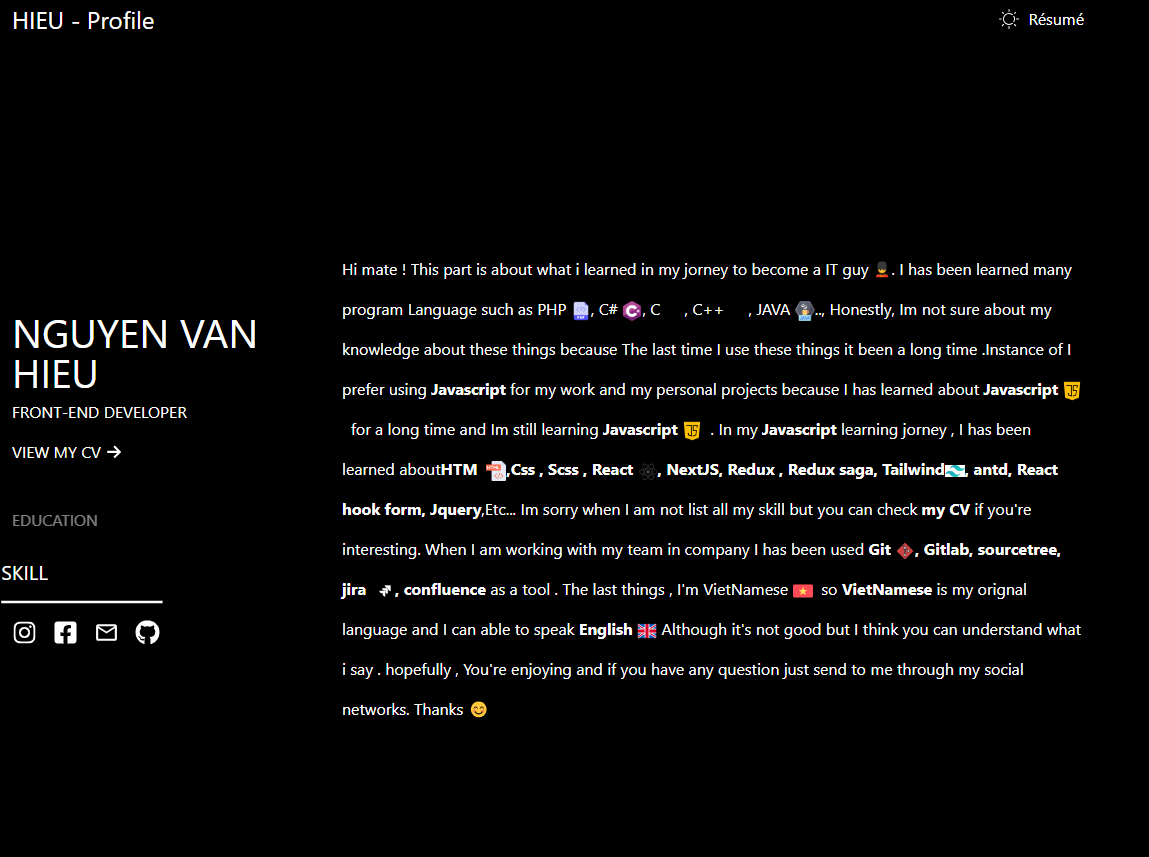 HIEU - Profile
Résumé
NGUYEN VAN
HIEU
FRONT-END DEVELOPER
VIEW MY CV
EDUCATION
SKILL
Hi mate ! This part is about what i learned in my jorney to become a IT guy . I has been learned many
program Language such as PHP , C# , C , C++ , JAVA .., Honestly, Im not sure about my
knowledge about these things because The last time I use these things it been a long time .Instance of I
prefer using Javascript for my work and my personal projects because I has learned about Javascript
for a long time and Im still learning Javascript . In my Javascript learning jorney , I has been
learned aboutHTM ,Css , Scss , React , NextJS, Redux , Redux saga, Tailwind, antd, React
hook form, Jquery,Etc... Im sorry when I am not list all my skill but you can check my CV if you're
interesting. When I am working with my team in company I has been used Git , Gitlab, sourcetree,
jira , confluence as a tool . The last things , I'm VietNamese so VietNamese is my orignal
language and I can able to speak English Although it's not good but I think you can understand what
i say . hopefully , You're enjoying and if you have any question just send to me through my social
networks. Thanks 😊